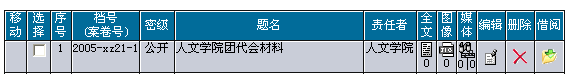 移动 选择 序号 档号(案卷号) 密级 题名 责任者 全文 图像 媒体 编辑 删除 借阅
1 2005-xz21-1 公开 人文学院团代会材料 人文学院 0 0 0 0